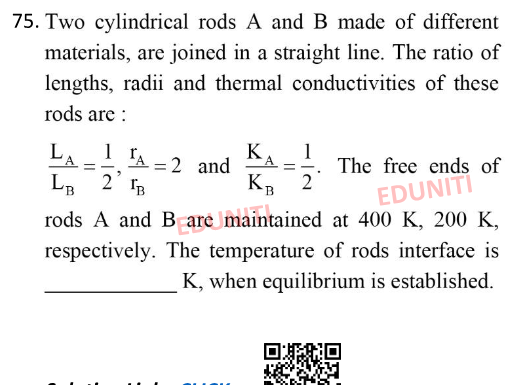 75. Two cylindrical rods A and B made of different
materials, are joined in a straight line. The ratio of
lengths, radii and thermal conductivities of these
rods are :
L_A/L_B = 1/2, r_A/r_B = 2 and K_A/K_B = 1/2. The free ends of
EDUNITI
rods A and B are maintained at 400 K, 200 K,
EDUNITI
respectively. The temperature of rods interface is
____________ K, when equilibrium is established.